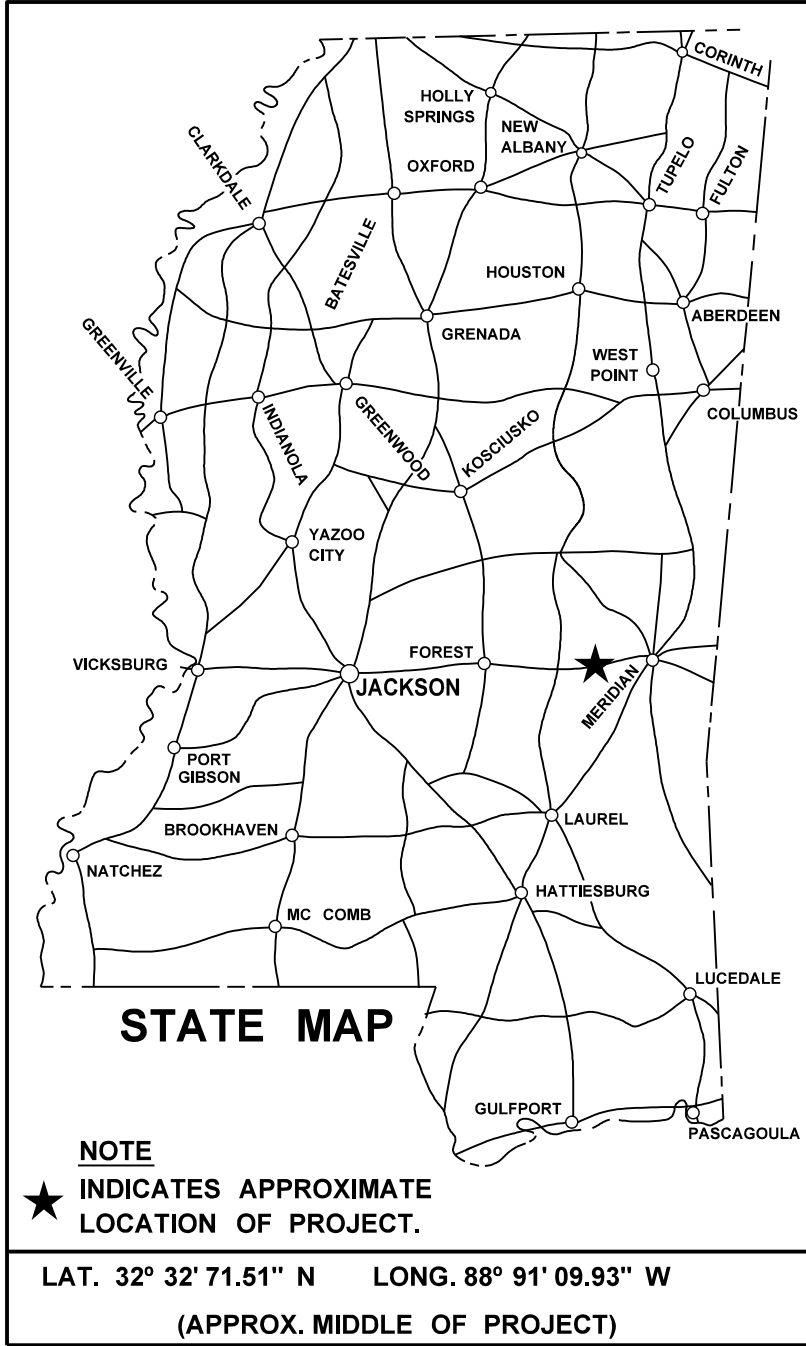 CORINTH
HOLLY
SPRINGS
NEW
ALBANY
CLARKDALE
OXFORD
TUPELO
FULTON
BATESVILLE
HOUSTON
ABERDEEN
GRENADA
GREENVILLE
WEST
POINT
COLUMBUS
INDIANOLA
GREENWOOD
KOSCIUSKO
YAZOO
CITY
VICKSBURG
FOREST
JACKSON
MERIDIAN
PORT
GIBSON
BROOKHAVEN
LAUREL
NATCHEZ
HATTIESBURG
MC COMB
LUCEDALE
STATE MAP
GULFPORT
PASCAGOULA
NOTE
INDICATES APPROXIMATE
LOCATION OF PROJECT.
LAT. 32º 32' 71.51" N LONG. 88º 91' 09.93" W
(APPROX. MIDDLE OF PROJECT)